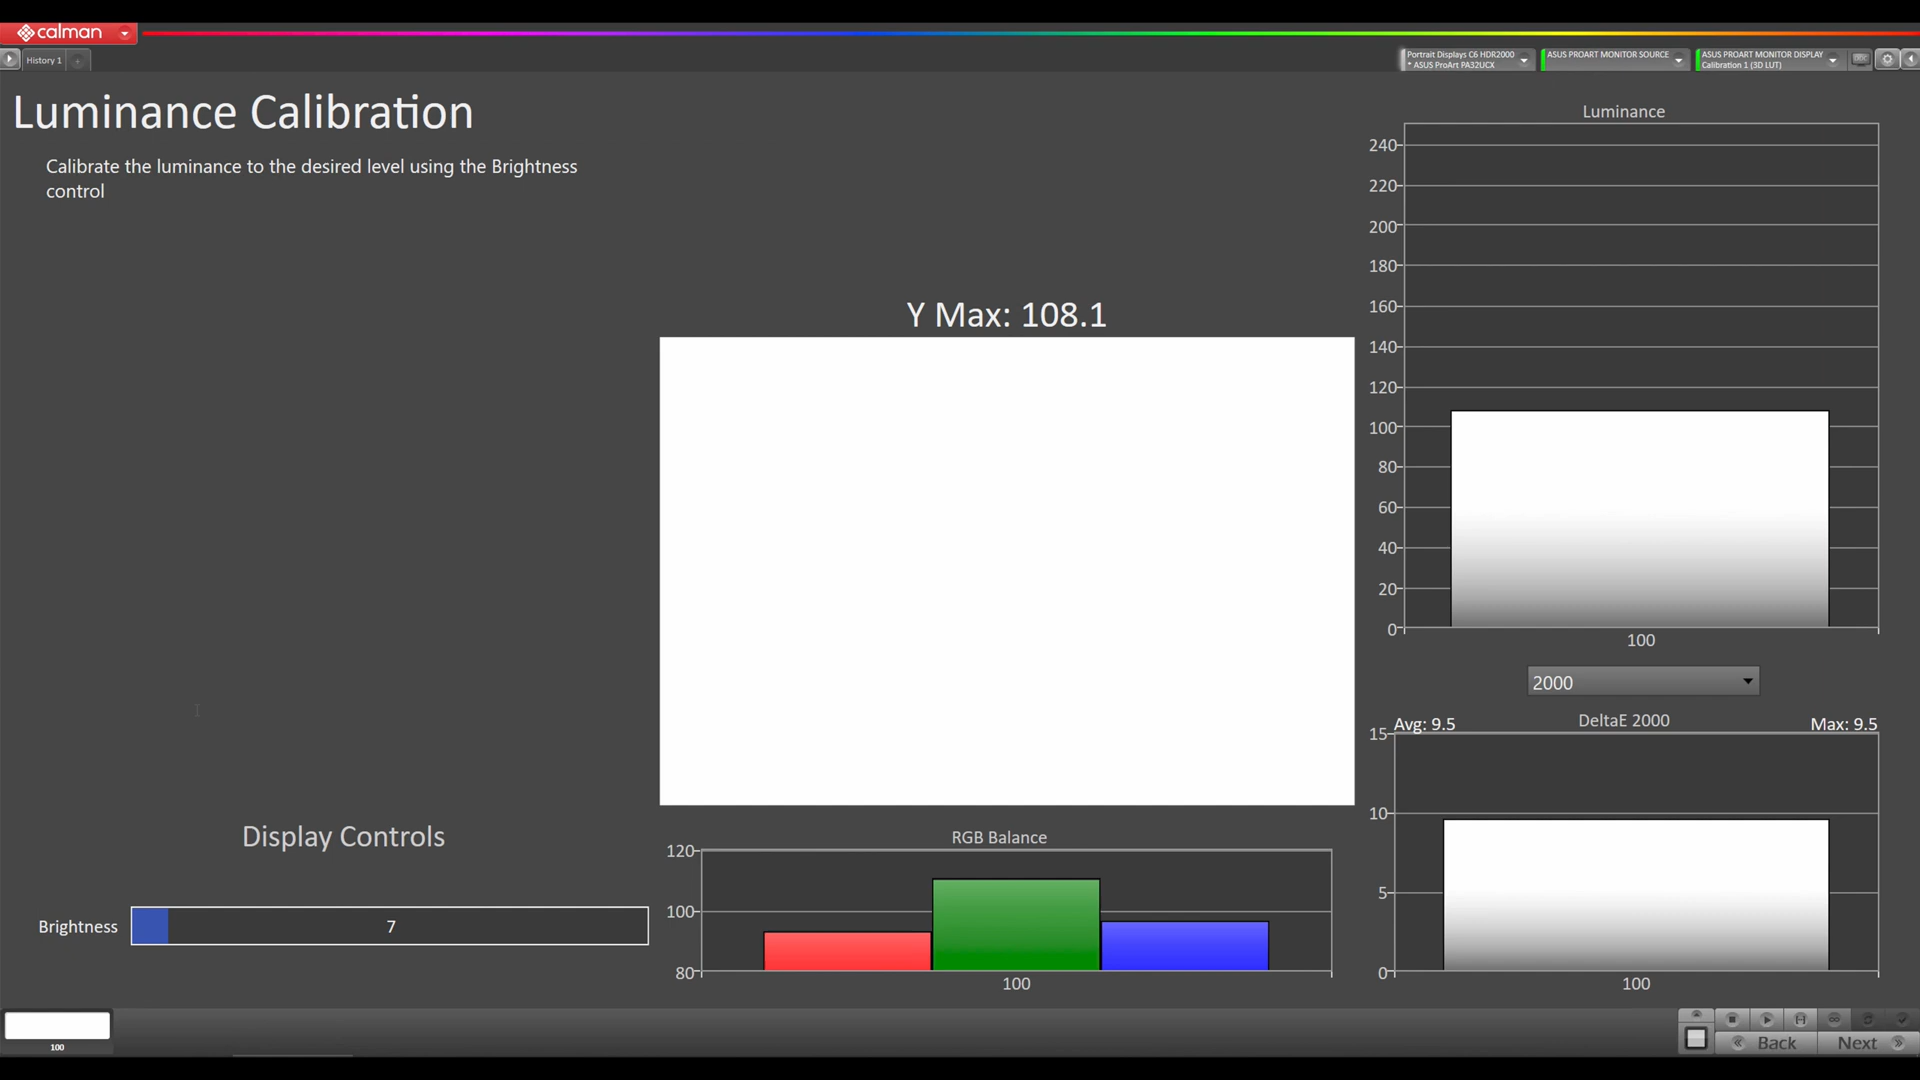 calman
History 1
Portrait Displays C6 HDR2000
* ASUS ProArt PA32UCX
ASUS PROART MONITOR SOURCE
ASUS PROART MONITOR DISPLAY
Calibration 1 (3D LUT)
Luminance Calibration
Calibrate the luminance to the desired level using the Brightness
control
Y Max: 108.1
Luminance
240
220
200
180
160
140
120
100
80
60
40
20
0
100
2000
Avg: 9.5
DeltaE 2000
Max: 9.5
15
10
5
0
100
Display Controls
Brightness
7
RGB Balance
120
100
80
100
100
Back
Next